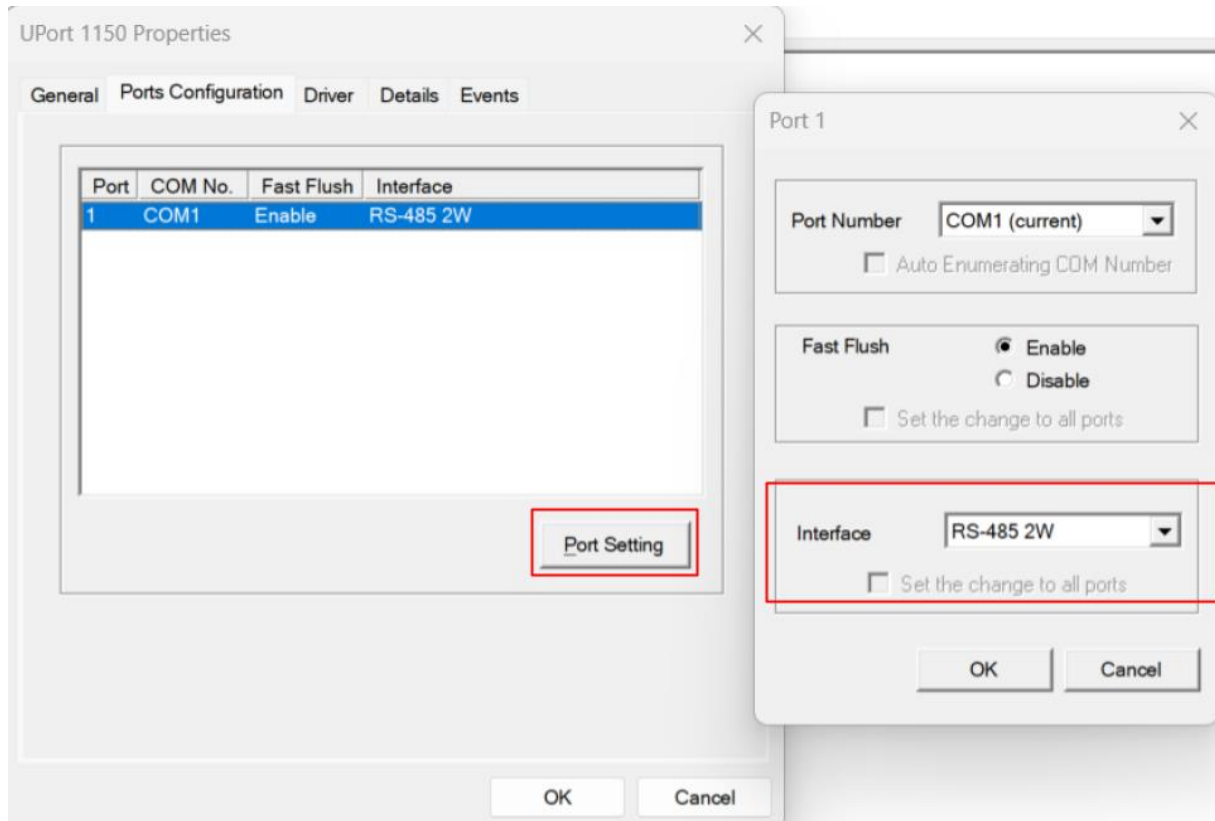 UPort 1150 Properties
General Ports Configuration Driver Details Events
Port COM No. Fast Flush Interface
1 COM1 Enable RS-485 2W
Port Setting
OK Cancel
Port 1
Port Number COM1 (current)
Auto Enumerating COM Number
Fast Flush Enable
Disable
Set the change to all ports
Interface RS-485 2W
Set the change to all ports
OK Cancel